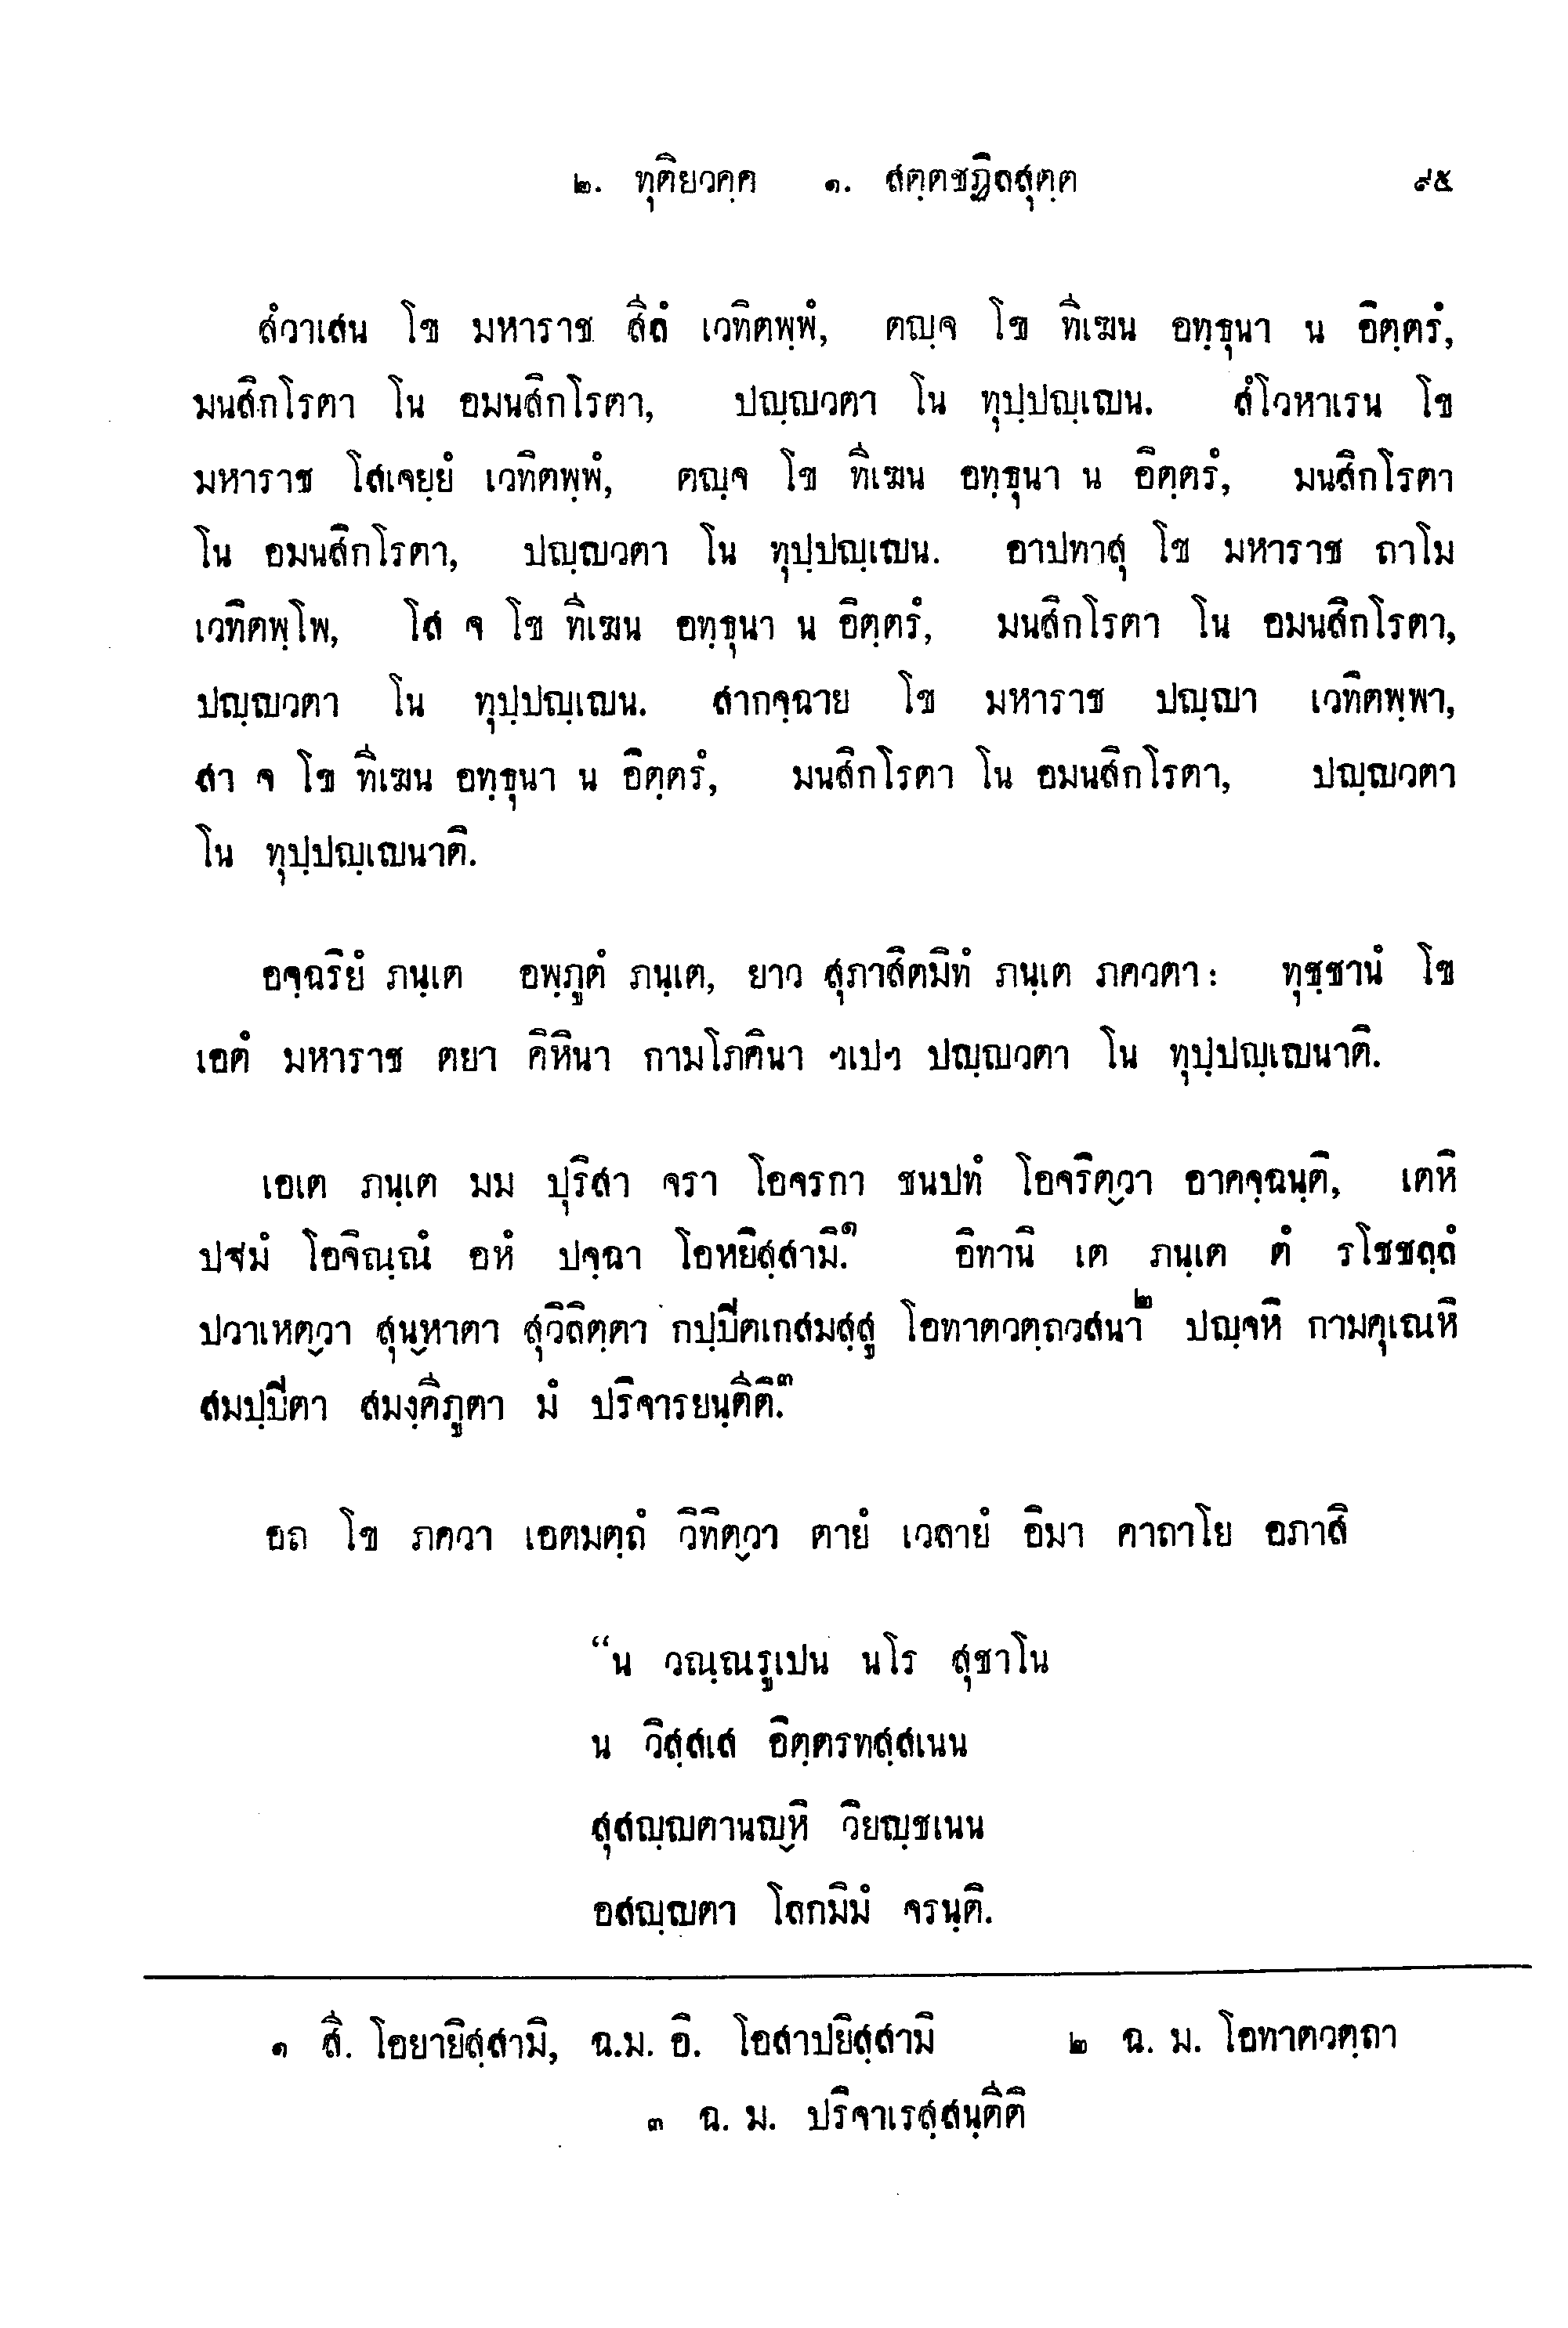 ๒. ทุติยวคฺค ๑. สตฺตชฏิลสุตฺต ๙๕
สํวาเสน โข มหาราช สีลํ เวทิตพฺพํ, ตญฺจ โข ทีเฆน อทฺธุนา น อิตฺตรํ,
มนสิกโรตา โน อมนสิกโรตา, ปญฺญวตา โน ทุปฺปญฺเญน. สํโวหาเรน โข
มหาราช โสเจยฺยํ เวทิตพฺพํ, ตญฺจ โข ทีเฆน อทฺธุนา น อิตฺตรํ, มนสิกโรตา
โน อมนสิกโรตา, ปญฺญวตา โน ทุปฺปญฺเญน. อาปทาสุ โข มหาราช ถาโม
เวทิตพฺโพ, โส จ โข ทีเฆน อทฺธุนา น อิตฺตรํ, มนสิกโรตา โน อมนสิกโรตา,
ปญฺญวตา โน ทุปฺปญฺเญน. สากจฺฉาย โข มหาราช ปญฺญา เวทิตพฺพา,
สา จ โข ทีเฆน อทฺธุนา น อิตฺตรํ, มนสิกโรตา โน อมนสิกโรตา, ปญฺญวตา
โน ทุปฺปญฺเญนาติ.
อจฺฉริยํ ภนฺเต อพฺภูตํ ภนฺเต, ยาว สุภาสิตมิทํ ภนฺเต ภควตา: ทุชฺชานํ โข
เอตํ มหาราช ตยา คิหินา กามโภคินา ฯเปฯ ปญฺญวตา โน ทุปฺปญฺเญนาติ.
เอเต ภนฺเต มม ปุริสา จรา โอจรกา ชนปทํ โอจริตฺวา อาคจฺฉนฺติ, เตหิ
ปฐมํ โอจิณฺณํ อหํ ปจฺฉา โอหยิสฺสามิ.๑ อิทานิ เต ภนฺเต ตํ รโชชลฺลํ
ปวาเหตฺวา สุนฺหาตา สุวิลิตฺตา กปฺปิตเกสมสฺสู โอทาตวตฺถวสนา๒ ปญฺจหิ กามคุเณหิ
สมปฺปิตา สมงฺคิภูตา มํ ปริจารยนฺตีติ.๓
อถ โข ภควา เอตมตฺถํ วิทิตฺวา ตายํ เวลายํ อิมา คาถาโย อภาสิ
“น วณฺณรูเปน นโร สุชาโน
น วิสฺสเส อิตฺตรทสฺสเนน
สุสญฺญตานญฺหิ วิยญฺชเนน
อสญฺญตา โลกมิมํ จรนฺติ.
๑ สี. โอยายิสฺสามิ, ฉ.ม. อิ. โอสาปยิสฺสามิ ๒ ฉ. ม. โอทาตวตฺถา
๓ ฉ. ม. ปริจาเรสฺสนฺตีติ